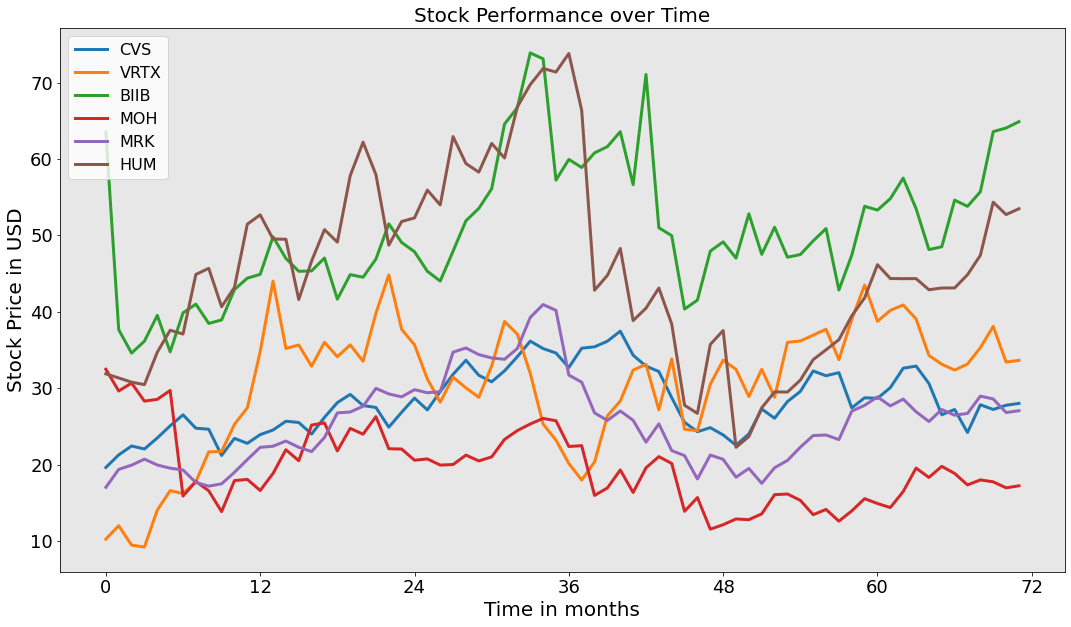 Stock Performance over Time
CVS
VRTX
BIIB
MOH
MRK
HUM
70
60
50
40
30
20
10
Stock Price in USD
0 12 24 36 48 60 72
Time in months